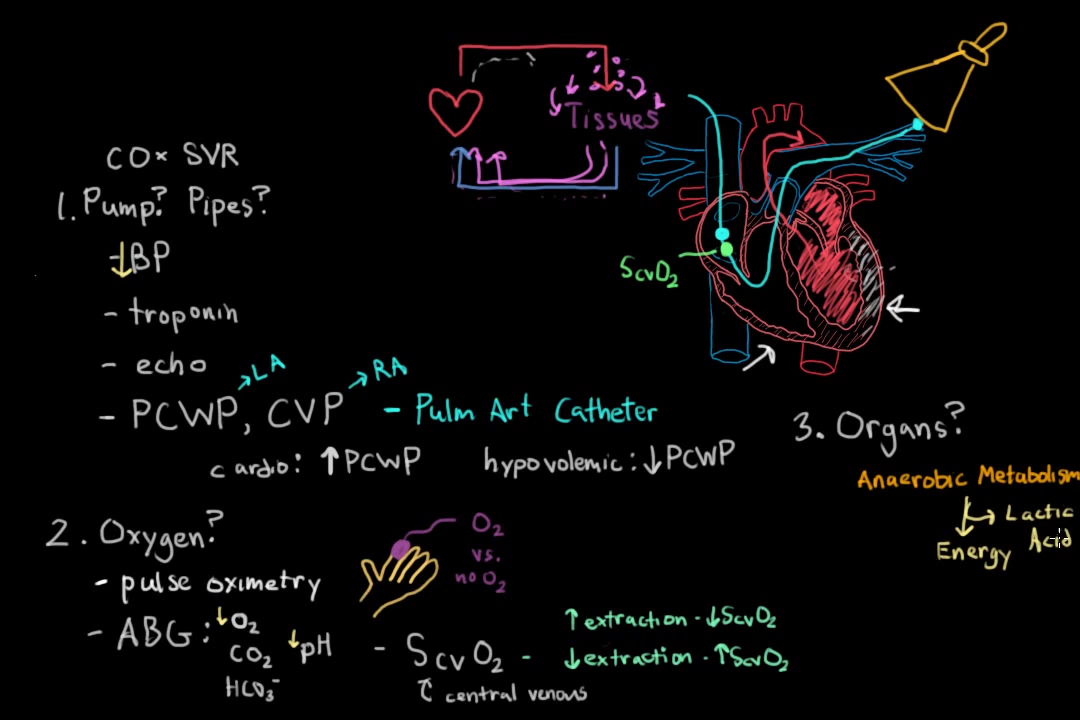 Tissues
CO × SVR
1. Pump? Pipes?
↓BP
- troponin
- echo
→ LA
→ RA
- PCWP, CVP - Pulm Art Catheter
cardio: ↑PCWP hypovolemic: ↓PCWP
ScvO2
2. Oxygen?
- pulse oximetry
O2
vs.
no O2
- ABG: ↓O2
CO2
HCO3-
↓pH
- ScvO2 -
central venous
↑ extraction - ↓ScvO2
↓ extraction - ↑ScvO2
3. Organs?
Anaerobic Metabolism
→ Lactic
Acid
Energy